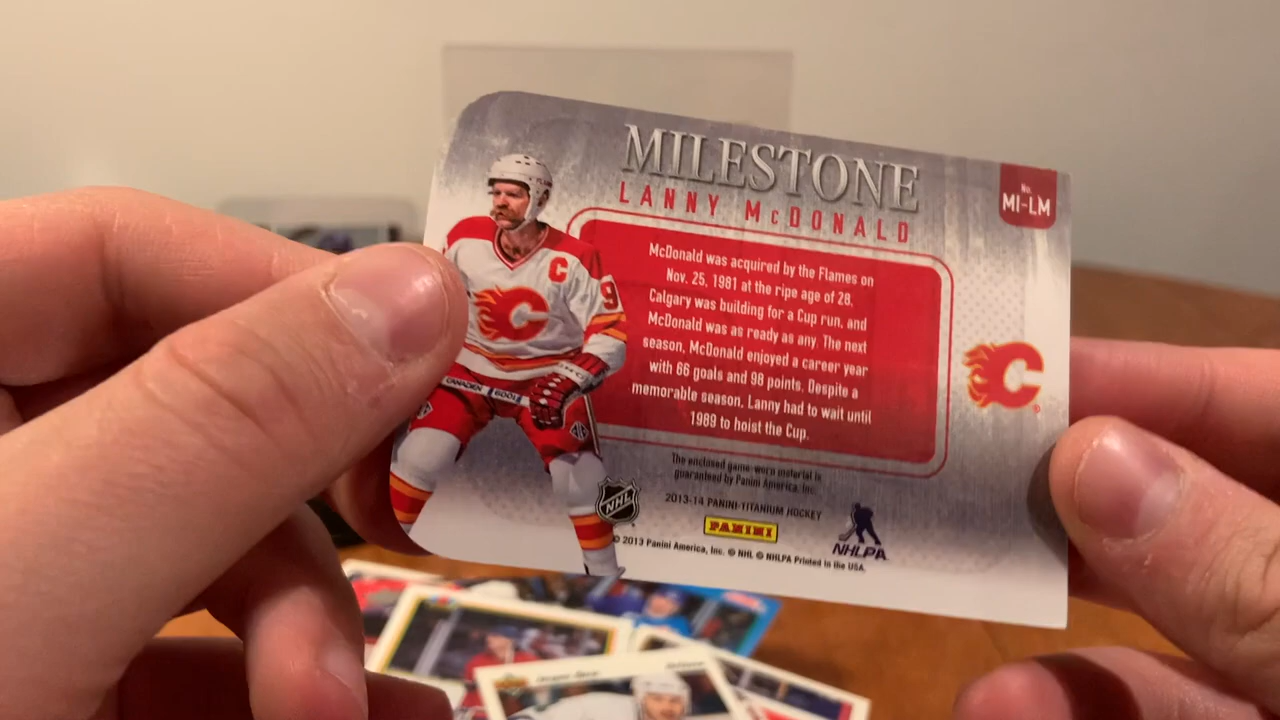 MILESTONE
LANNY McDONALD
No.
MI-LM
C
9
McDonald was acquired by the Flames on
Nov. 25, 1981 at the ripe age of 28.
Calgary was building for a Cup run, and
McDonald was as ready as any. The next
season, McDonald enjoyed a career year
with 66 goals and 98 points. Despite a
memorable season, Lanny had to wait until
1989 to hoist the Cup.
The enclosed game-worn material is
guaranteed by Panini America, Inc.
2013-14 PANINI-TITANIUM HOCKEY
NHL
PANINI
NHLPA
© 2013 Panini America, Inc. © NHL © NHLPA Printed in the USA.